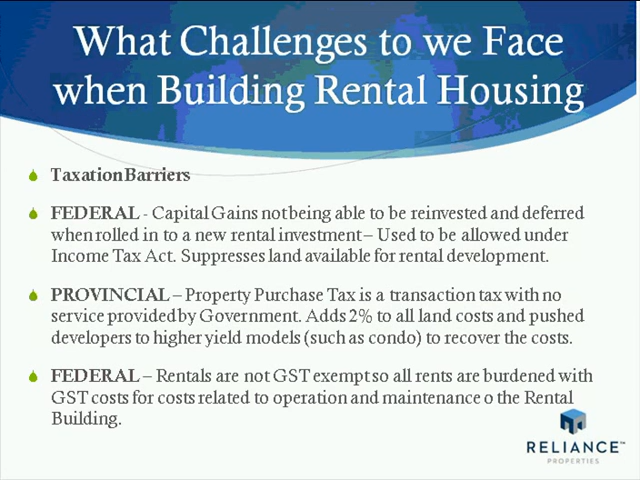 What Challenges to we Face
when Building Rental Housing
Taxation Barriers
FEDERAL - Capital Gains not being able to be reinvested and deferred
when rolled in to a new rental investment – Used to be allowed under
Income Tax Act. Suppresses land available for rental development.
PROVINCIAL – Property Purchase Tax is a transaction tax with no
service provided by Government. Adds 2% to all land costs and pushed
developers to higher yield models (such as condo) to recover the costs.
FEDERAL – Rentals are not GST exempt so all rents are burdened with
GST costs for costs related to operation and maintenance o the Rental
Building.
RELIANCE™
PROPERTIES